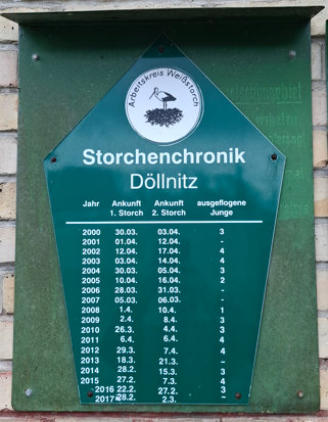 Arbeitskreis Weißstorch
Storchenchronik
Döllnitz
Jahr Ankunft Ankunft ausgeflogene
1. Storch 2. Storch Junge
2000 30.03. 03.04. 3
2001 01.04. 12.04. -
2002 12.04. 17.04. 4
2003 03.04. 14.04. 4
2004 30.03. 05.04. 3
2005 10.04. 16.04. 2
2006 28.03. 31.03. -
2007 05.03. 06.03. -
2008 1.4. 10.4. 1
2009 2.4. 8.4. 3
2010 26.3. 4.4. 3
2011 6.4. 6.4. 4
2012 29.3. 7.4. 4
2013 18.3. 21.3. -
2014 28.2. 15.3. 3
2015 27.2. 7.3. 4
2016 22.2. 27.2. 3
2017 28.2. 2.3. -